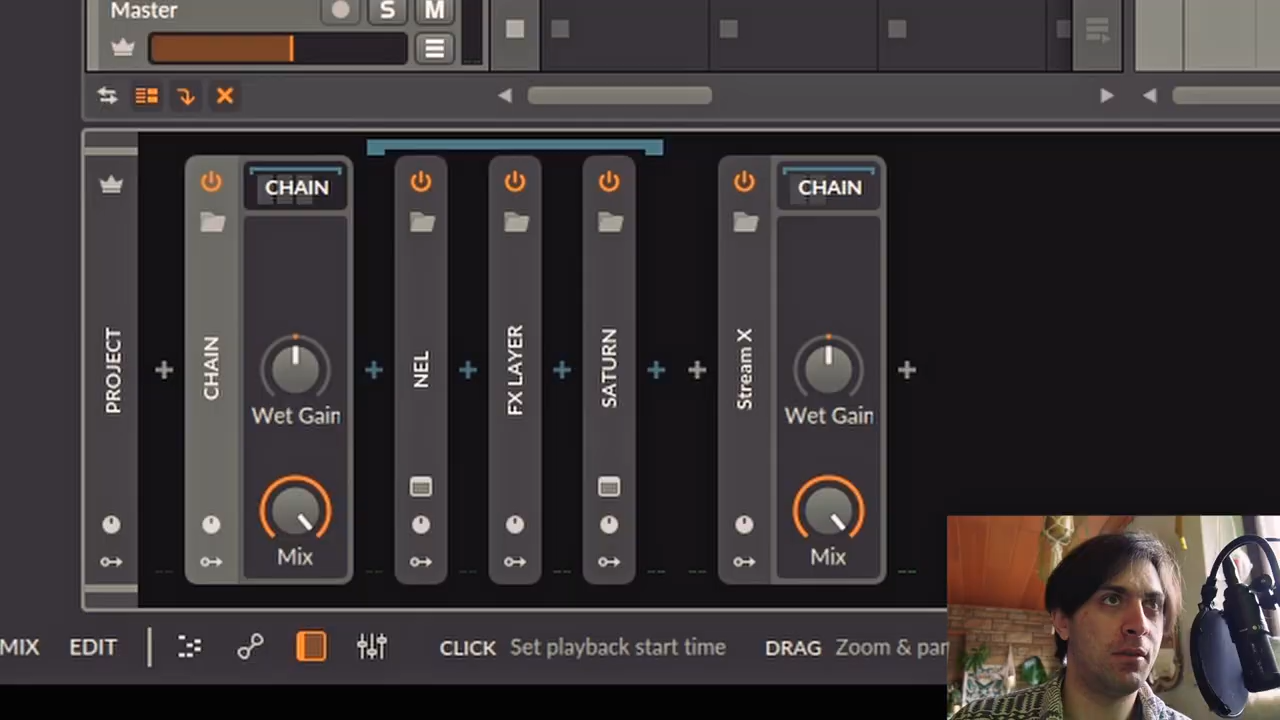 Master
S
M
PROJECT
CHAIN
CHAIN
Wet Gain
Mix
NEL
FX LAYER
SATURN
Stream X
CHAIN
Wet Gain
Mix
MIX
EDIT
CLICK Set playback start time
DRAG Zoom & pan